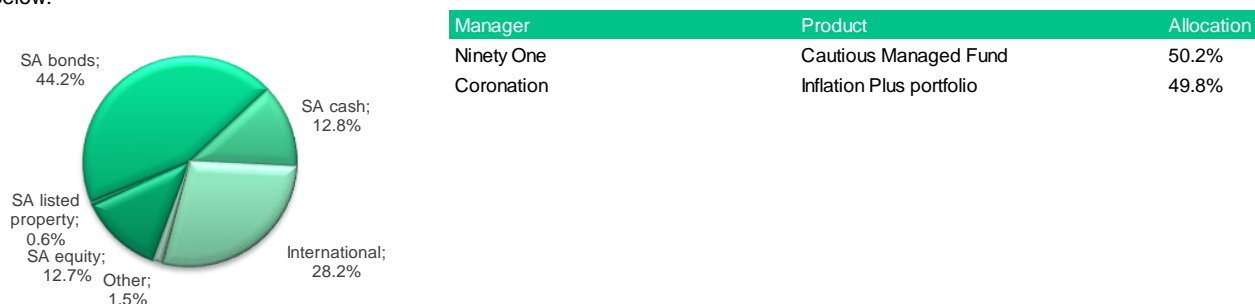 below:
Manager Product Allocation
Ninety One Cautious Managed Fund 50.2%
Coronation Inflation Plus portfolio 49.8%
SA bonds;
44.2%
SA cash;
12.8%
SA listed
property;
0.6%
SA equity;
12.7%
Other;
1.5%
International;
28.2%